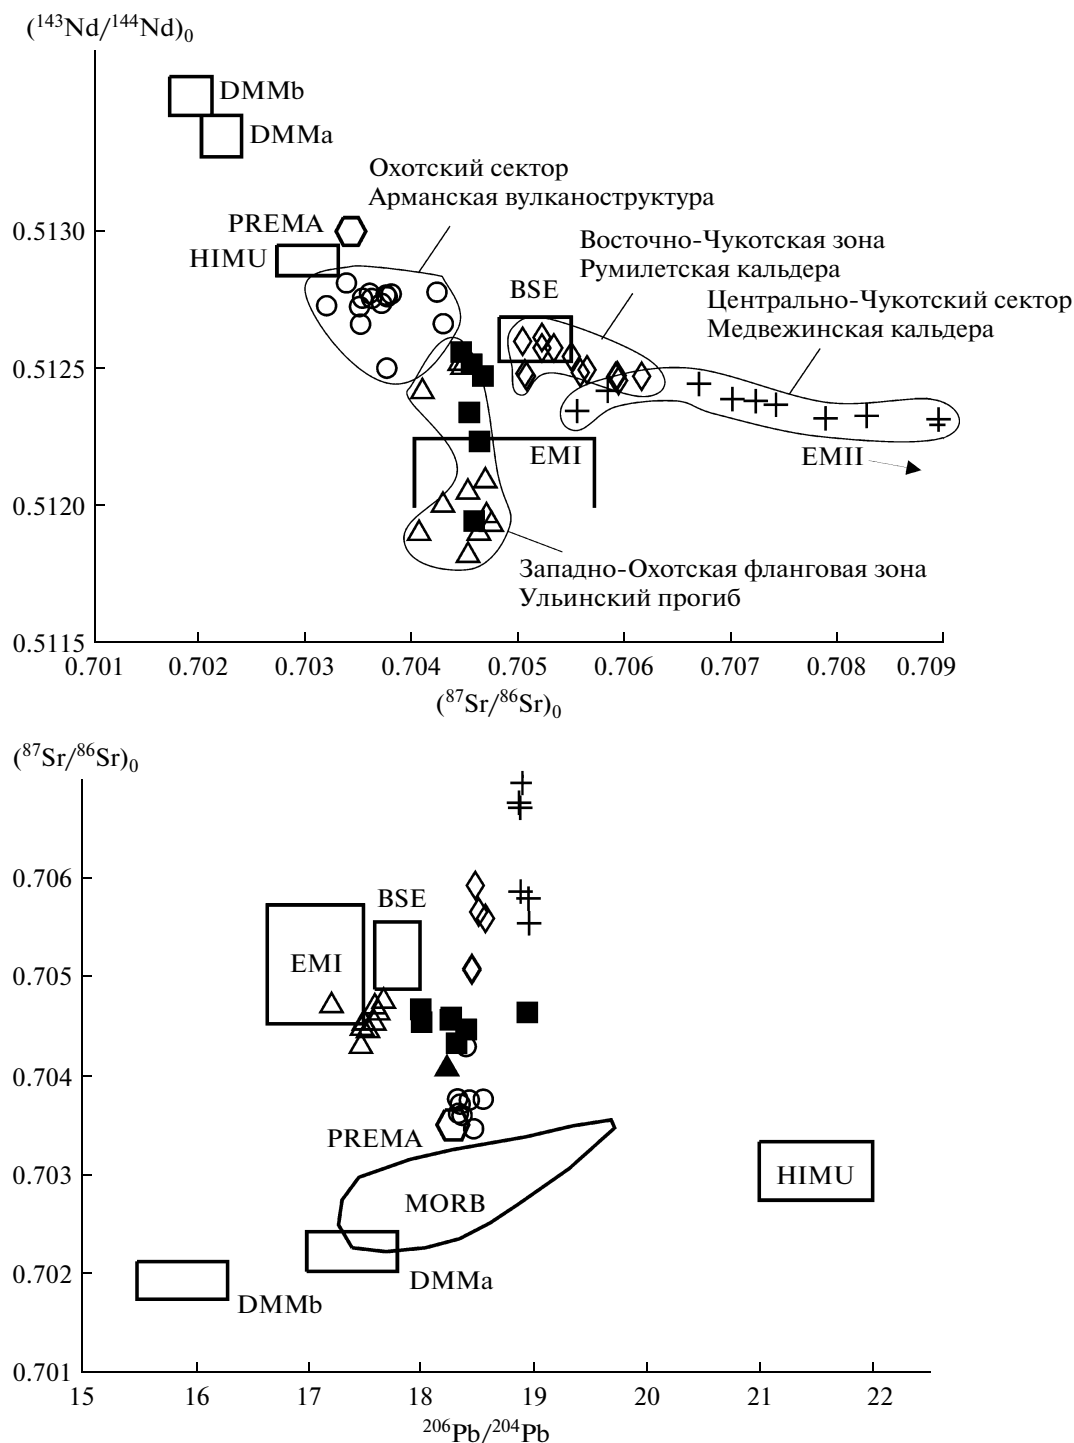 (¹⁴³Nd/¹⁴⁴Nd)₀
DMMb
DMMa
Охотский сектор
Арманская вулканоструктура
PREMA
0.5130
HIMU
Восточно-Чукотская зона
Румилетская кальдера
BSE
Центрально-Чукотский сектор
Медвежинская кальдера
0.5125
EMI
EMII
0.5120
Западно-Охотская фланговая зона
Ульинский прогиб
0.5115
0.701 0.702 0.703 0.704 0.705 0.706 0.707 0.708 0.709
(⁸⁷Sr/⁸⁶Sr)₀
(⁸⁷Sr/⁸⁶Sr)₀
0.706
BSE
EMI
0.705
0.704
PREMA
0.703
HIMU
MORB
0.702
DMMa
DMMb
0.701
15 16 17 18 19 20 21 22
²⁰⁶Pb/²⁰⁴Pb